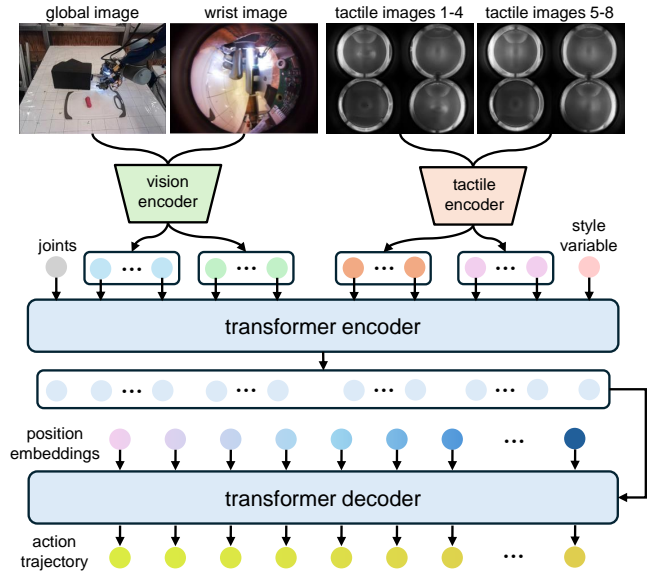 global image
wrist image
tactile images 1-4
tactile images 5-8
vision
encoder
tactile
encoder
joints
style
variable
transformer encoder
position
embeddings
transformer decoder
action
trajectory